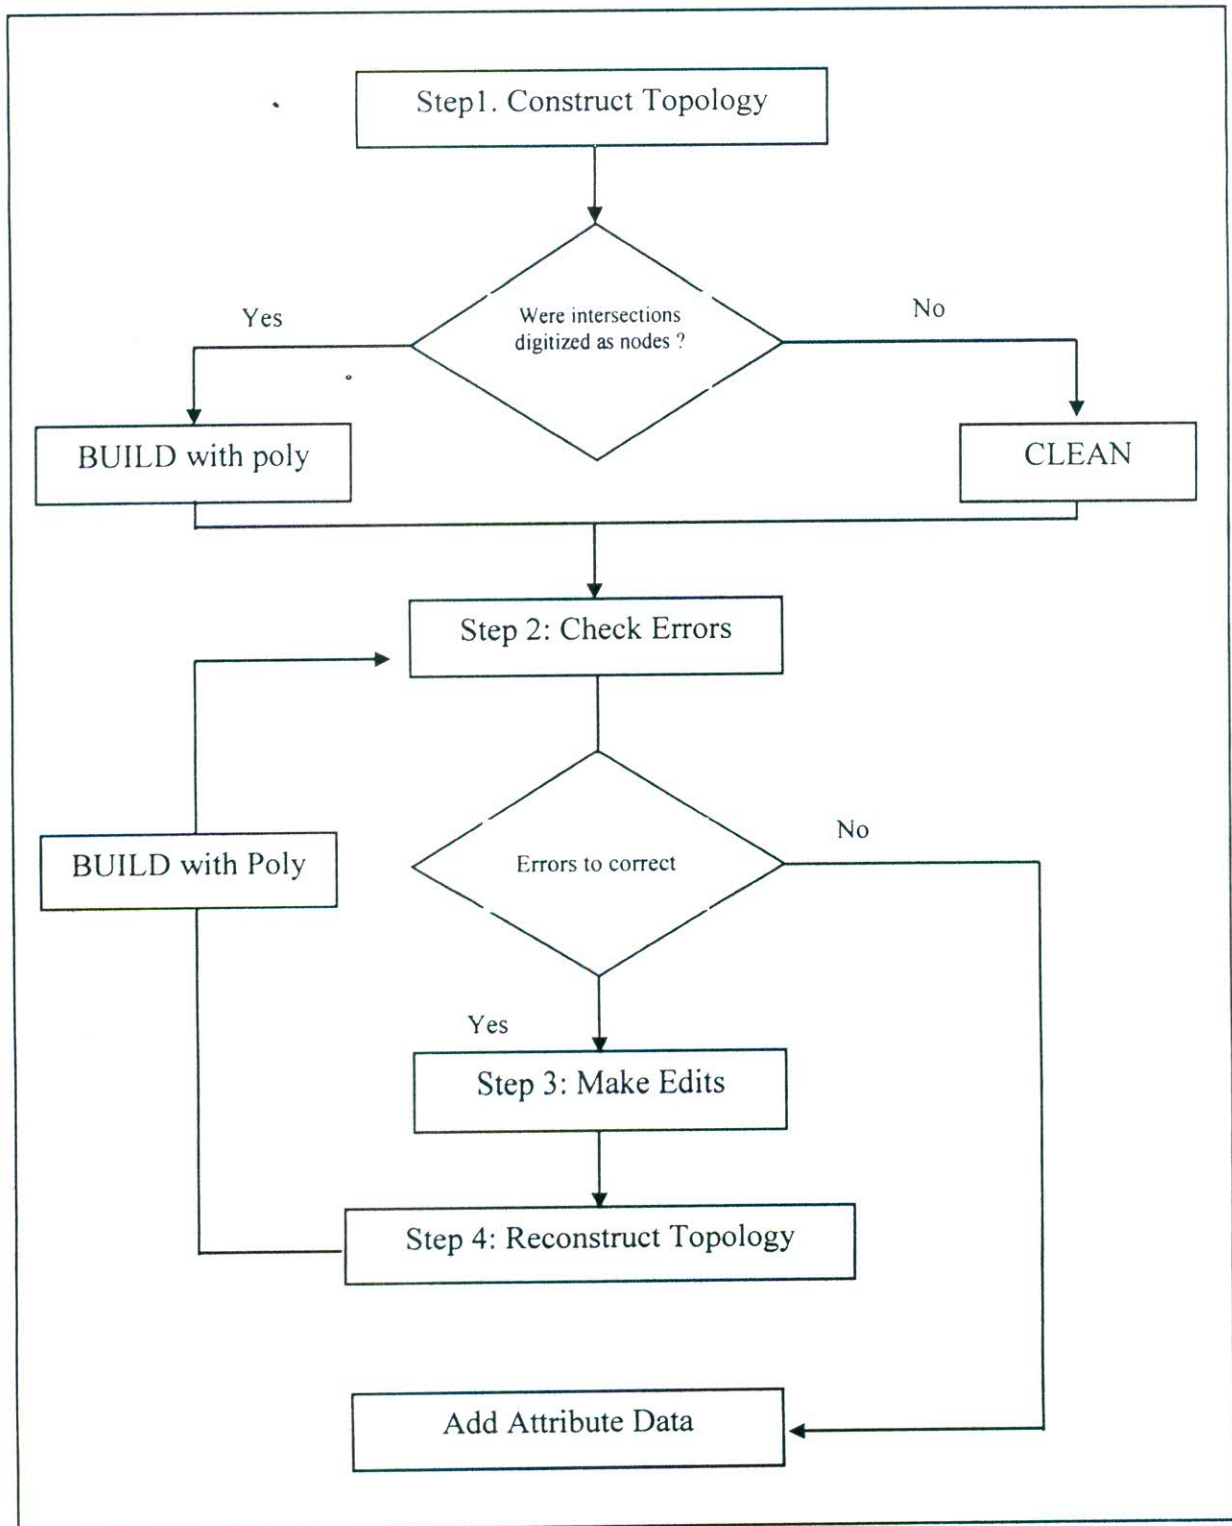 Step1. Construct Topology
Were intersections
digitized as nodes ?
Yes
No
BUILD with poly
CLEAN
Step 2: Check Errors
BUILD with Poly
Errors to correct
No
Yes
Step 3: Make Edits
Step 4: Reconstruct Topology
Add Attribute Data